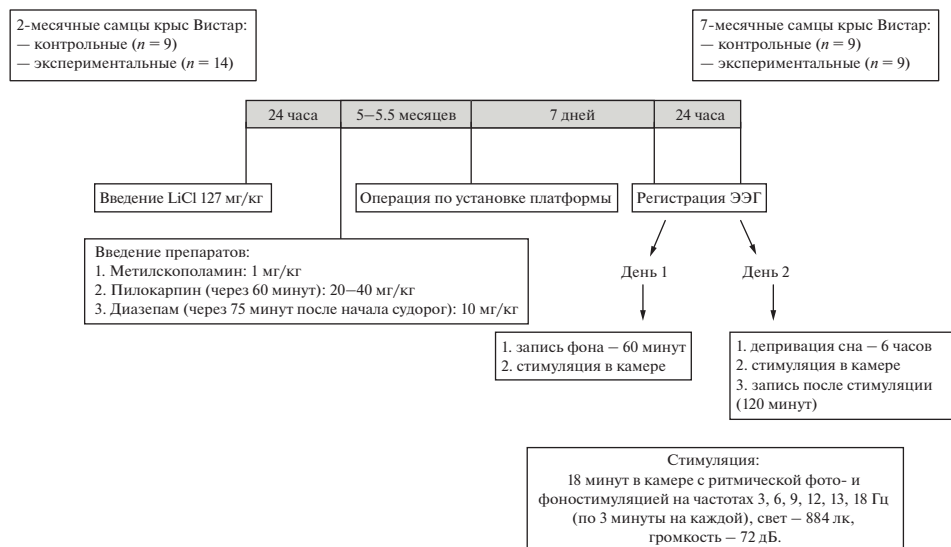 2-месячные самцы крыс Вистар:
— контрольные (n = 9)
— экспериментальные (n = 14)
7-месячные самцы крыс Вистар:
— контрольные (n = 9)
— экспериментальные (n = 9)
24 часа
5–5.5 месяцев
7 дней
24 часа
Введение LiCl 127 мг/кг
Операция по установке платформы
Регистрация ЭЭГ
Введение препаратов:
1. Метилскополамин: 1 мг/кг
2. Пилокарпин (через 60 минут): 20–40 мг/кг
3. Диазепам (через 75 минут после начала судорог): 10 мг/кг
День 1
День 2
1. запись фона – 60 минут
2. стимуляция в камере
1. депривация сна – 6 часов
2. стимуляция в камере
3. запись после стимуляции
(120 минут)
Стимуляция:
18 минут в камере с ритмической фото- и
фоностимуляцией на частотах 3, 6, 9, 12, 13, 18 Гц
(по 3 минуты на каждой), свет – 884 лк,
громкость – 72 дБ.